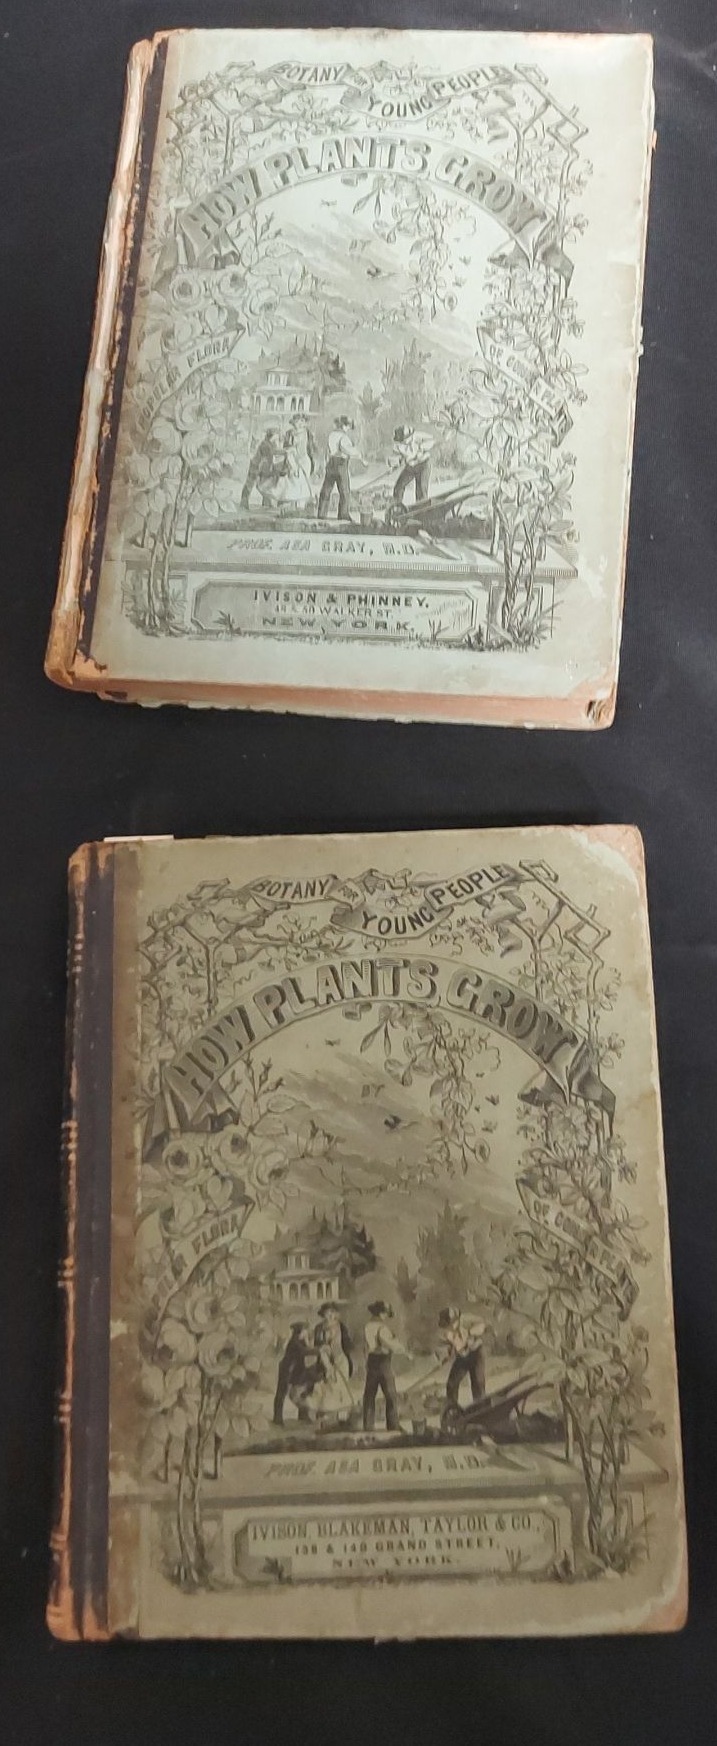 BOTANY FOR
YOUNG PEOPLE
HOW PLANTS GROW
BY
POPULAR FLORA
OF COMMON PLANTS
PROF. ASA GRAY, M.D.
IVISON & PHINNEY,
48 & 50 WALKER ST.
NEW YORK.
BOTANY FOR
YOUNG PEOPLE
HOW PLANTS GROW
BY
FLORA
OF
PROF. ASA GRAY, M.D.
IVISON, BLAKEMAN, TAYLOR & CO.,
138 & 140 GRAND STREET,
NEW YORK.